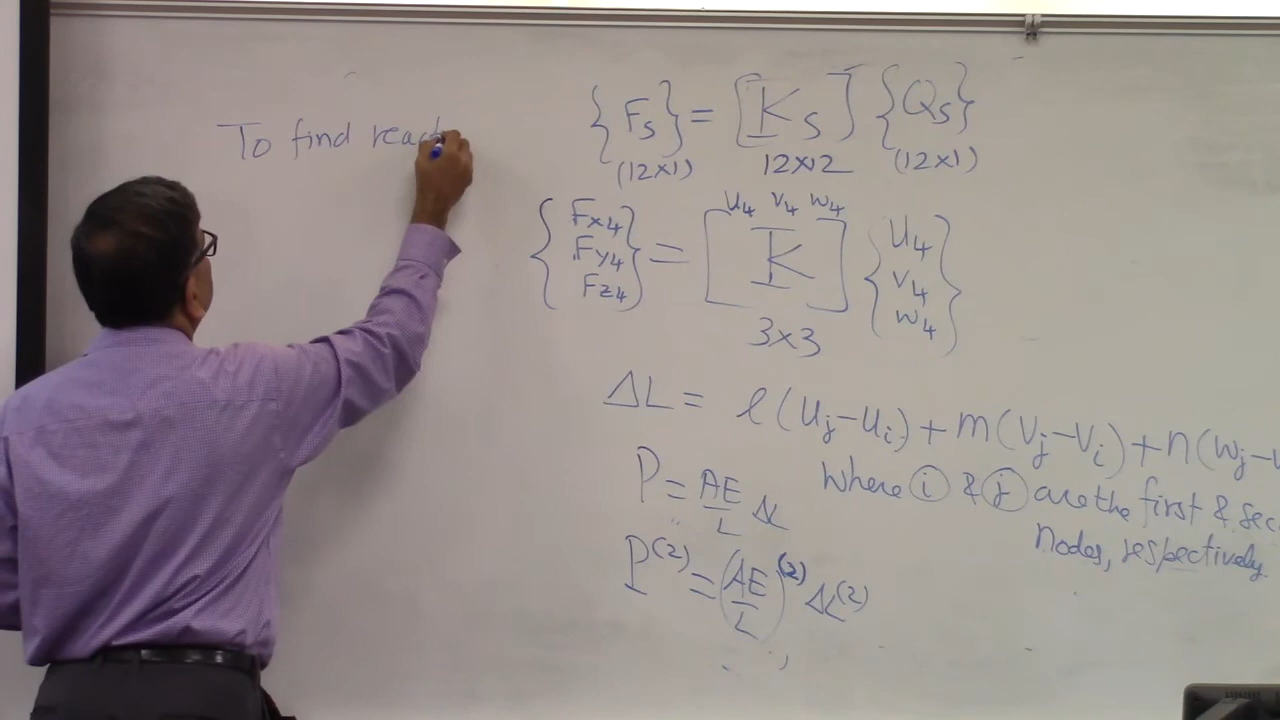 To find react
{Fs} = [Ks] {Qs}
(12x1) 12x12 (12x1)
u4 v4 w4
{Fx4 Fy4 Fz4} = [K] {u4 v4 w4}
3x3
ΔL = l(uj-ui) + m(vj-vi) + n(wj-
where i & j are the first & sec
nodes, respectively.
P = AE/L ΔL
P(2) = (AE/L)(2) ΔL(2)